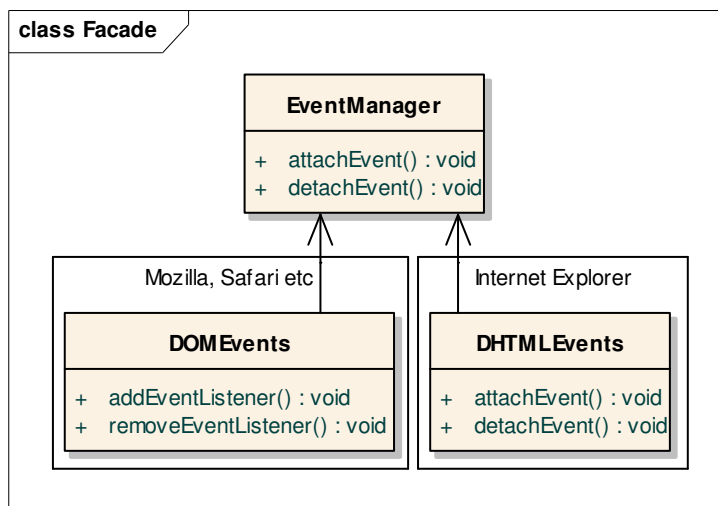 class Facade
EventManager
+ attachEvent() : void
+ detachEvent() : void
Mozilla, Safari etc
DOMEvents
+ addEventListener() : void
+ removeEventListener() : void
Internet Explorer
DHTMLEvents
+ attachEvent() : void
+ detachEvent() : void